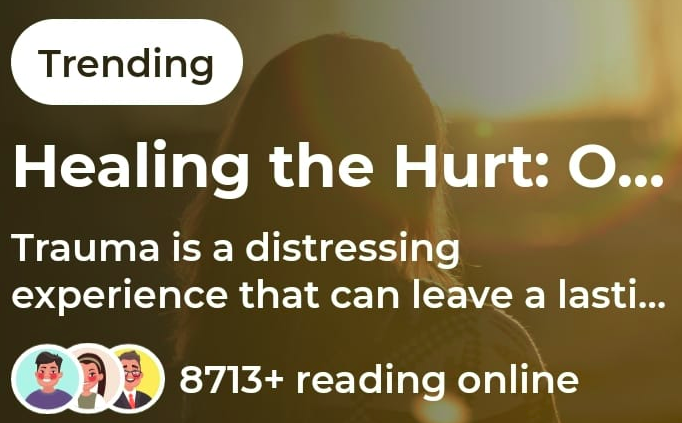 Trending
Healing the Hurt: O...
Trauma is a distressing
experience that can leave a lasti...
8713+ reading online